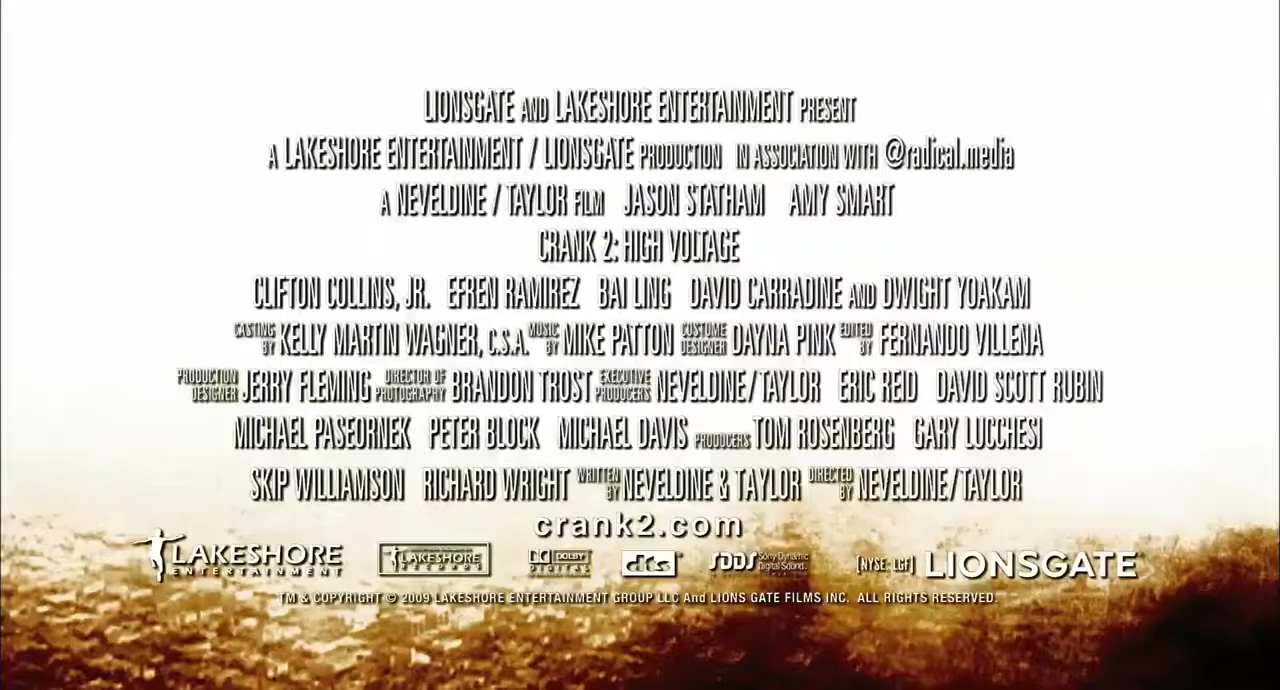 LIONSGATE AND LAKESHORE ENTERTAINMENT PRESENT
A LAKESHORE ENTERTAINMENT / LIONSGATE PRODUCTION IN ASSOCIATION WITH @radical.media
A NEVELDINE / TAYLOR FILM JASON STATHAM AMY SMART
CRANK 2: HIGH VOLTAGE
CLIFTON COLLINS, JR. EFREN RAMIREZ BAI LING DAVID CARRADINE AND DWIGHT YOAKAM
CASTING BY KELLY MARTIN WAGNER, C.S.A. MUSIC BY MIKE PATTON COSTUME DESIGNER DAYNA PINK EDITED BY FERNANDO VILLENA
PRODUCTION DESIGNER JERRY FLEMING DIRECTOR OF PHOTOGRAPHY BRANDON TROST EXECUTIVE PRODUCERS NEVELDINE/TAYLOR ERIC REID DAVID SCOTT RUBIN
MICHAEL PASEORNEK PETER BLOCK MICHAEL DAVIS PRODUCERS TOM ROSENBERG GARY LUCCHESI
SKIP WILLIAMSON RICHARD WRIGHT WRITTEN BY NEVELDINE & TAYLOR DIRECTED BY NEVELDINE/TAYLOR
crank2.com
LAKESHORE ENTERTAINMENT LAKESHORE RECORDS DOLBY DIGITAL dts SDDS Sony Dynamic Digital Sound. [NYSE: LGF] LIONSGATE
TM & COPYRIGHT © 2009 LAKESHORE ENTERTAINMENT GROUP LLC And LIONS GATE FILMS INC. ALL RIGHTS RESERVED.